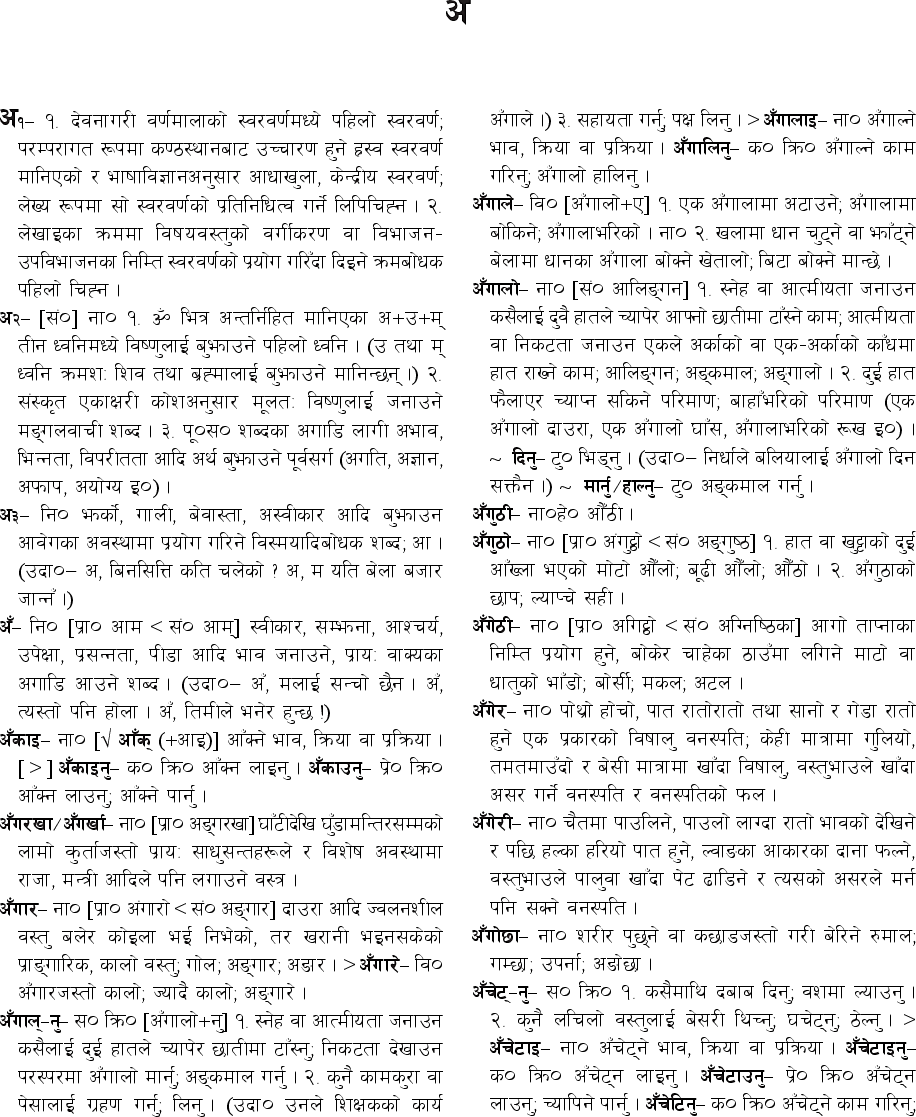 अ
अ१– १. देवनागरी वर्णमालाको स्वरवर्णमध्ये पहिलो स्वरवर्ण;
परम्परागत रूपमा कण्ठस्थानबाट उच्चारण हुने ह्रस्व स्वरवर्ण
मानिएको र भाषाविज्ञानअनुसार आधाखुला, केन्द्रीय स्वरवर्ण;
लेख्य रूपमा सो स्वरवर्णको प्रतिनिधित्व गर्ने लिपिचिह्न । २.
लेखाइका क्रममा विषयवस्तुको वर्गीकरण वा विभाजन-
उपविभाजनका निम्ति स्वरवर्णको प्रयोग गरिँदा दिइने क्रमबोधक
पहिलो चिह्न ।
अ२– [सं०] ना० १. ॐ भित्र अन्तर्निहित मानिएका अ+उ+म्
तीन ध्वनिमध्ये विष्णुलाई बुझाउने पहिलो ध्वनि । (उ तथा म्
ध्वनि क्रमशः शिव तथा ब्रह्मालाई बुझाउने मानिन्छन् ।) २.
संस्कृत एकाक्षरी कोशअनुसार मूलतः विष्णुलाई जनाउने
मङ्गलवाची शब्द । ३. पू०स० शब्दका अगाडि लागी अभाव,
भिन्नता, विपरीतता आदि अर्थ बुझाउने पूर्वसर्ग (अगति, अज्ञान,
अफाप, अयोग्य इ०) ।
अ३– नि० झर्को, गाली, बेवास्ता, अस्वीकार आदि बुझाउन
आवेगका अवस्थामा प्रयोग गरिने विस्मयादिबोधक शब्द; आ ।
(उदा०– अ, बिनसित्ति कति चलेको ? अ, म यति बेला बजार
जान्नँ ।)
अँ– नि० [प्रा० आम < सं० आम्] स्वीकार, सम्झना, आश्चर्य,
उपेक्षा, प्रसन्नता, पीडा आदि भाव जनाउने, प्रायः वाक्यका
अगाडि आउने शब्द । (उदा०– अँ, मलाई सन्चो छैन । अँ,
त्यस्तो पनि होला । अँ, तिमीले भनेर हुन्छ !)
अँकाइ– ना० [√ आँक् (+आइ)] आँक्ने भाव, क्रिया वा प्रक्रिया ।
[ > ] अँकाइनु– क० क्रि० आँक्न लाइनु । अँकाउनु– प्रे० क्रि०
आँक्न लाउनु; आँक्ने पार्नु ।
अँगरखा/अँगर्खा– ना० [प्रा० अङ्गरखा] घाँटीदेखि घुँडामन्तिरसम्मको
लामो कुर्ताजस्तो प्रायः साधुसन्तहरूले र विशेष अवस्थामा
राजा, मन्त्री आदिले पनि लगाउने वस्त्र ।
अँगार– ना० [प्रा० अंगारो < सं० अङ्गार] दाउरा आदि ज्वलनशील
वस्तु बलेर कोइला भई निभेको, तर खरानी भइनसकेको
प्राङ्गारिक, कालो वस्तु; गोल; अङ्गार; अङार । > अँगारे– वि०
अँगारजस्तो कालो; ज्यादै कालो; अङ्गारे ।
अँगाल्-नु– स० क्रि० [अँगालो+नु] १. स्नेह वा आत्मीयता जनाउन
कसैलाई दुई हातले च्यापेर छातीमा टाँस्नु; निकटता देखाउन
परस्परमा अँगालो मार्नु; अङ्कमाल गर्नु । २. कुनै कामकुरा वा
पेसालाई ग्रहण गर्नु; लिनु । (उदा० उनले शिक्षकको कार्य
अँगाले ।) ३. सहायता गर्नु; पक्ष लिनु । > अँगालाइ– ना० अँगाल्ने
भाव, क्रिया वा प्रक्रिया । अँगालिनु– क० क्रि० अँगाल्ने काम
गरिनु; अँगालो हालिनु ।
अँगाले– वि० [अँगालो+ए] १. एक अँगालामा अटाउने; अँगालामा
बोकिने; अँगालाभरिको । ना० २. खलामा धान चुट्ने वा झाँट्ने
बेलामा धानका अँगाला बोक्ने खेतालो; बिटा बोक्ने मान्छे ।
अँगालो– ना० [सं० आलिङ्गन] १. स्नेह वा आत्मीयता जनाउन
कसैलाई दुवै हातले च्यापेर आफ्नो छातीमा टाँस्ने काम; आत्मीयता
वा निकटता जनाउन एकले अर्काको वा एक-अर्काको काँधमा
हात राख्ने काम; आलिङ्गन; अङ्कमाल; अङ्गालो । २. दुई हात
फैलाएर च्याप्न सकिने परिमाण; बाहाँभरिको परिमाण (एक
अँगालो दाउरा, एक अँगालो घाँस, अँगालाभरिको रूख इ०) ।
~ दिनु– टु० भिड्नु । (उदा०– निर्धाले बलियालाई अँगालो दिन
सक्तैन ।) ~ मार्नु/हाल्नु– टु० अङ्कमाल गर्नु ।
अँगुठी– ना०हे० औँठी ।
अँगुठो– ना० [प्रा० अंगुट्ठो < सं० अङ्गुष्ठ] १. हात वा खुट्टाको दुई
आँख्ला भएको मोटो औँलो; बूढी औँलो; औँठो । २. अँगुठाको
छाप; ल्याप्चे सही ।
अँगेठी– ना० [प्रा० अगिट्ठो < सं० अग्निष्ठिका] आगो ताप्नाका
निम्ति प्रयोग हुने, बोकेर चाहेका ठाउँमा लगिने माटो वा
धातुको भाँडो; बोर्सी; मकल; अटल ।
अँगेर– ना० पोथ्रो होचो, पात रातोरातो तथा सानो र गेडा रातो
हुने एक प्रकारको विषालु वनस्पति; केही मात्रामा गुलियो,
तमतमाउँदो र बेसी मात्रामा खाँदा विषालु, वस्तुभाउले खाँदा
असर गर्ने वनस्पति र वनस्पतिको फल ।
अँगेरी– ना० चैतमा पाउलिने, पाउलो लाग्दा रातो भावको देखिने
र पछि हल्का हरियो पात हुने, ल्वाङका आकारका दाना फल्ने,
वस्तुभाउले पालुवा खाँदा पेट ढाडिने र त्यसको असरले मर्न
पनि सक्ने वनस्पति ।
अँगोछा– ना० शरीर पुछ्ने वा कछाडजस्तो गरी बेरिने रुमाल;
गम्छा; उपर्ना; अङोछा ।
अँचेट्-नु– स० क्रि० १. कसैमाथि दबाब दिनु; वशमा ल्याउनु ।
२. कुनै लचिलो वस्तुलाई बेसरी थिच्नु; घचेट्नु; ठेल्नु । >
अँचेटाइ– ना० अँचेट्ने भाव, क्रिया वा प्रक्रिया । अँचेटाइनु–
क० क्रि० अँचेट्न लाइनु । अँचेटाउनु– प्रे० क्रि० अँचेट्न
लाउनु; च्यापिने पार्नु । अँचेटिनु– क० क्रि० अँचेट्ने काम गरिनु;